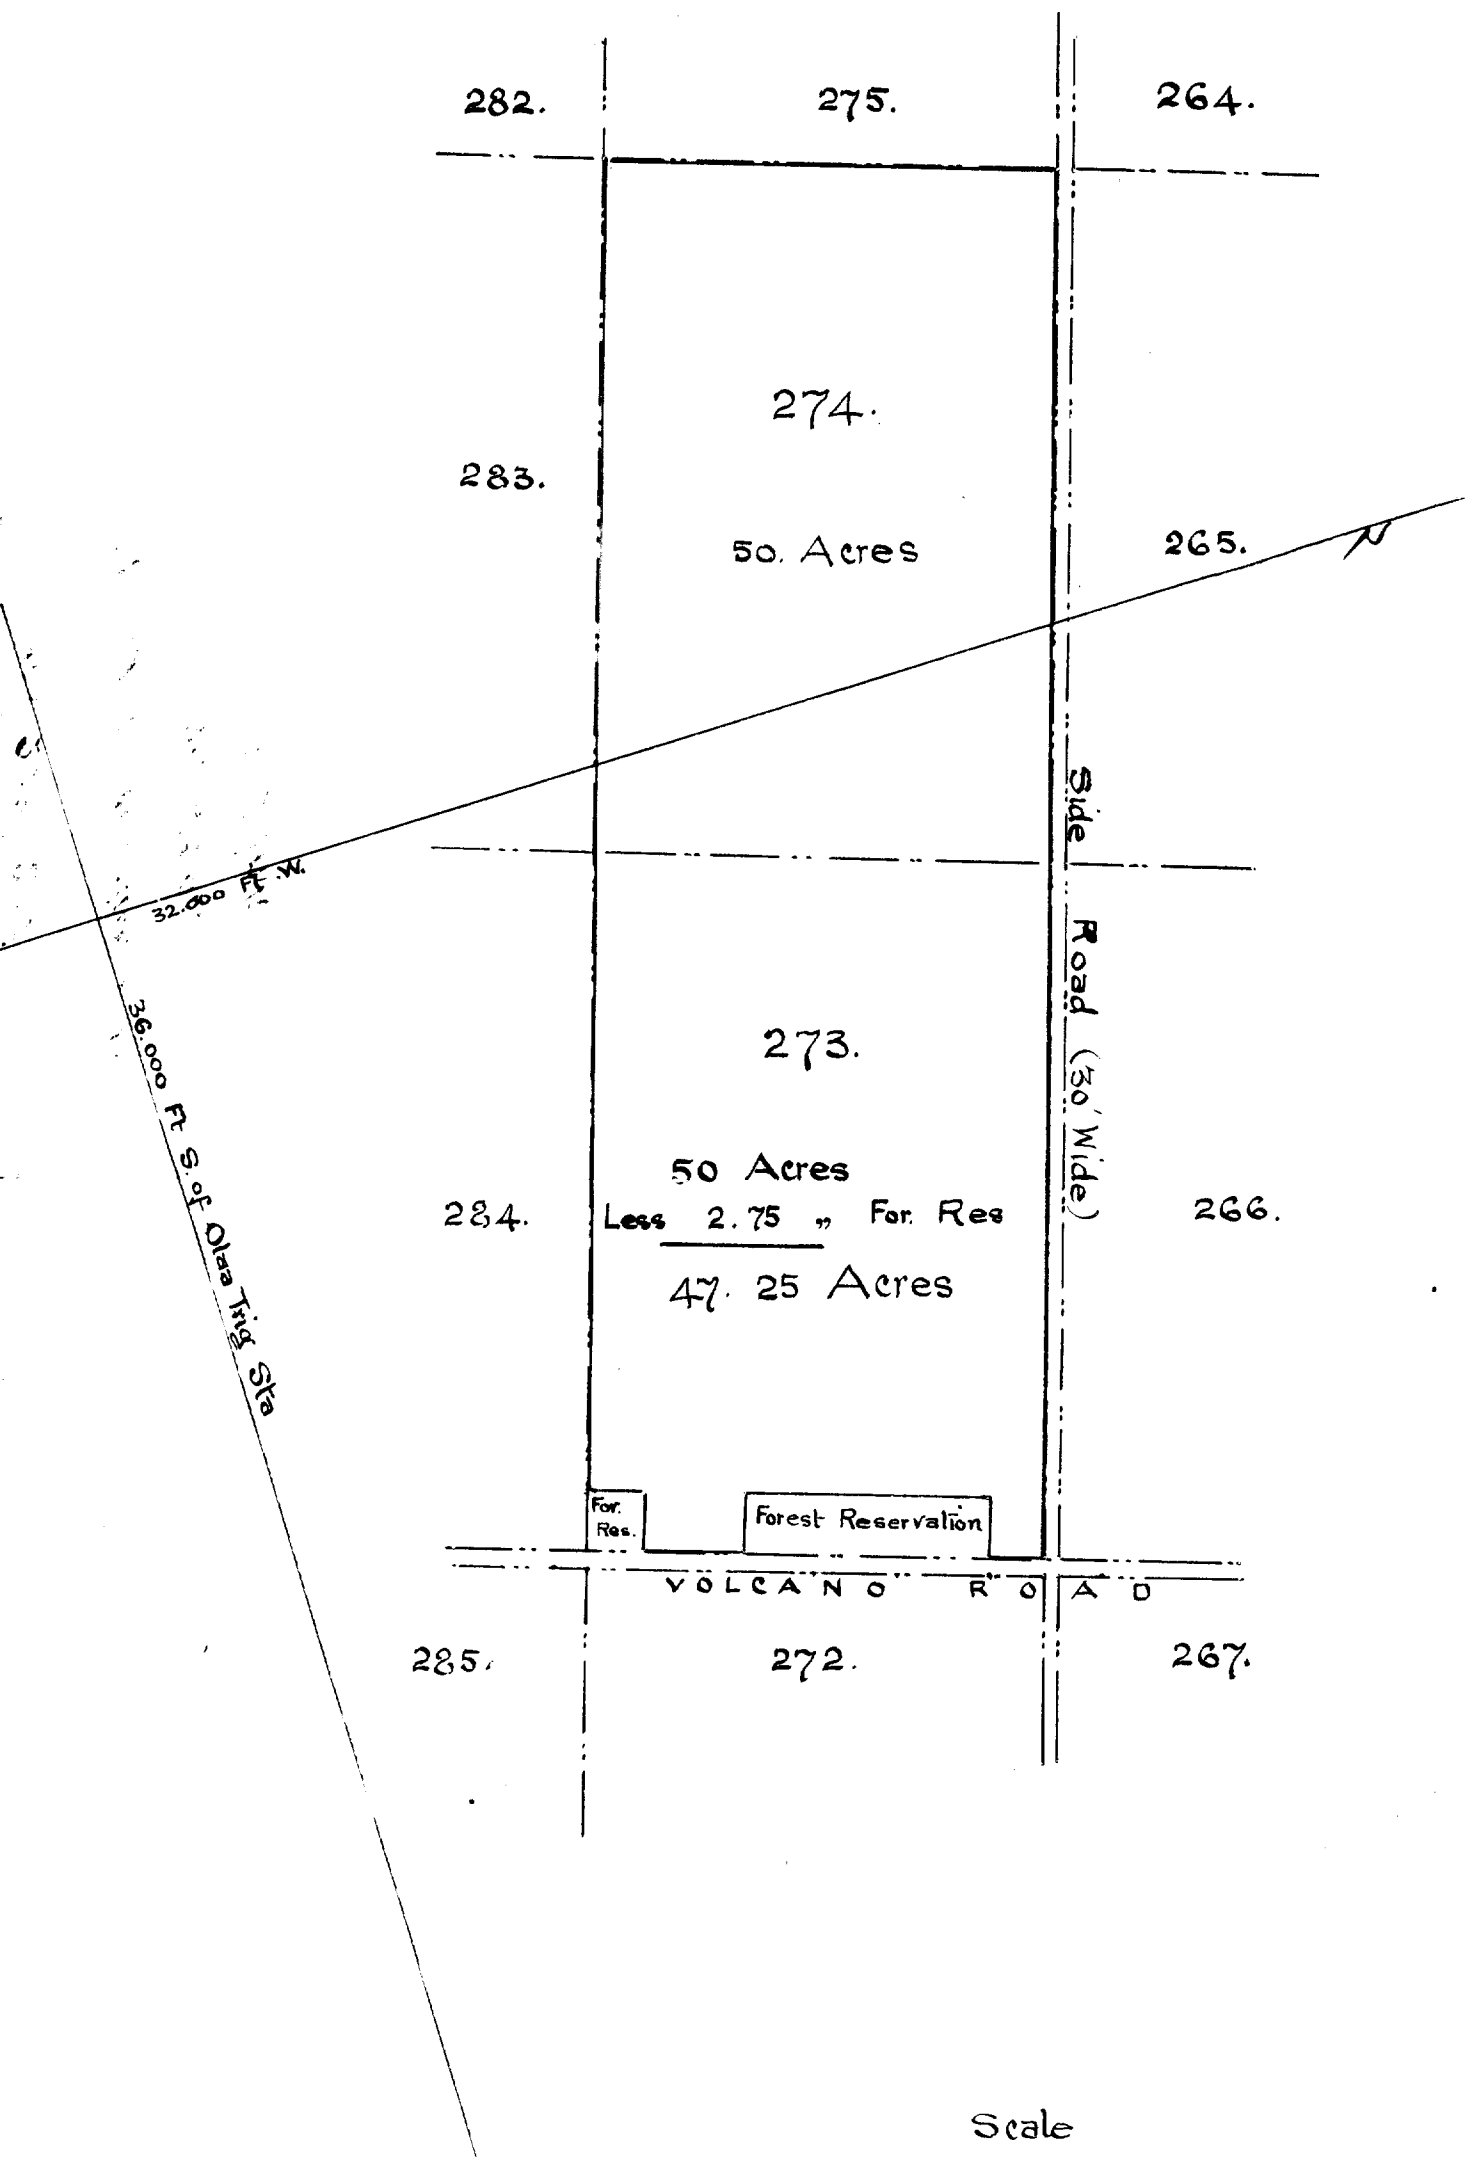 282.
275.
264.
274.
283.
50. Acres
265.
N
Side Road (30' Wide)
32.000 Ft. W.
36.000 Ft S. of Olaa Trig Sta
273.
50 Acres
284.
Less 2.75 " For. Res
266.
47. 25 Acres
For.
Res.
Forest Reservation
VOLCANO ROAD
285.
272.
267.
Scale